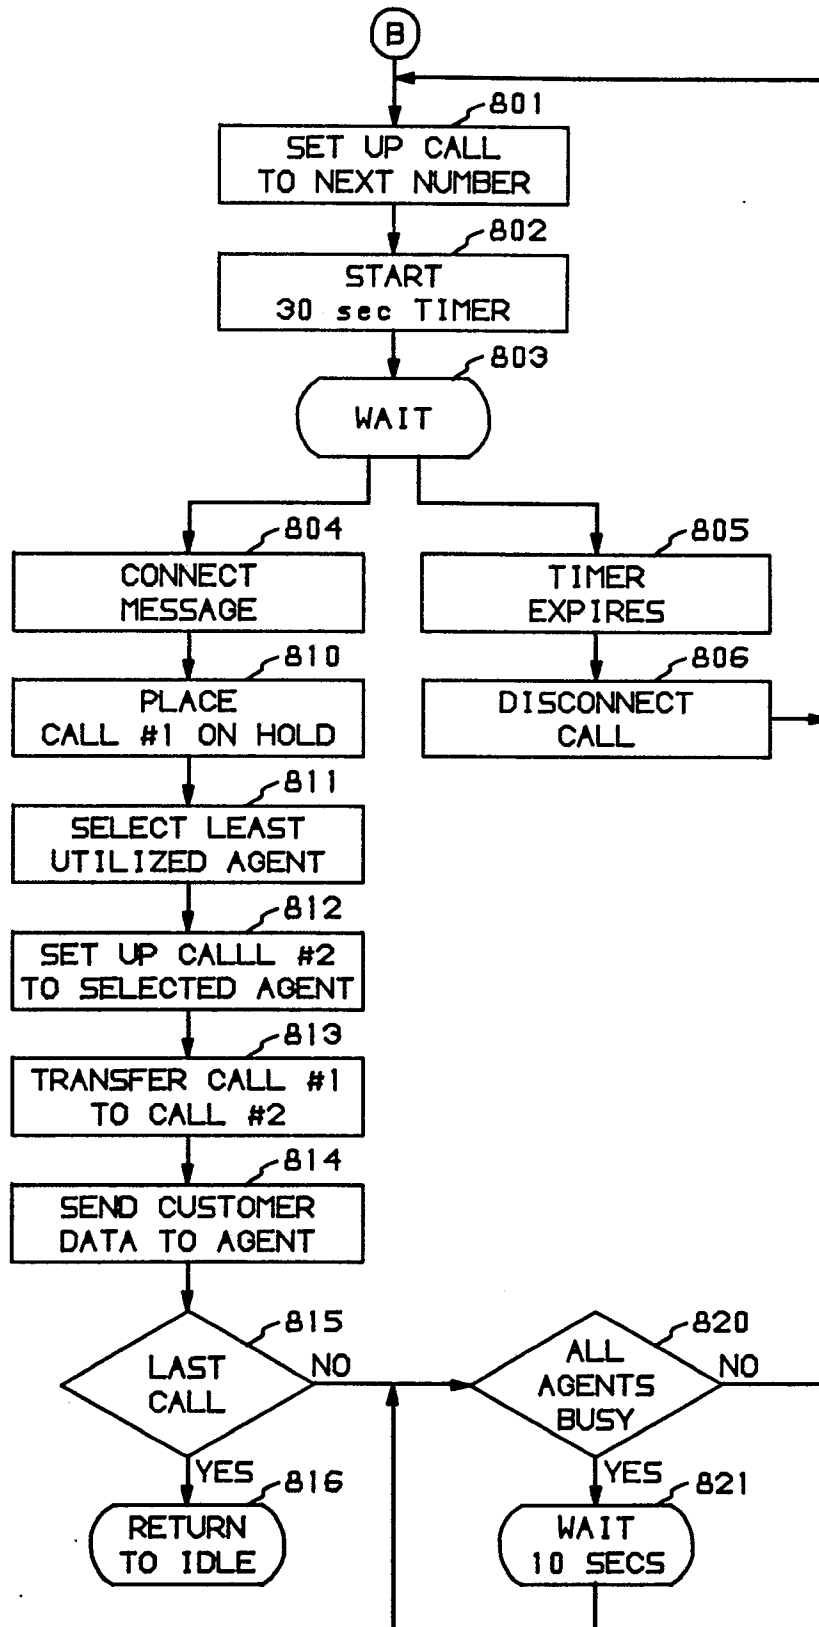 B
801
SET UP CALL
TO NEXT NUMBER
802
START
30 sec TIMER
803
WAIT
804
CONNECT
MESSAGE
805
TIMER
EXPIRES
810
PLACE
CALL #1 ON HOLD
806
DISCONNECT
CALL
811
SELECT LEAST
UTILIZED AGENT
812
SET UP CALLL #2
TO SELECTED AGENT
813
TRANSFER CALL #1
TO CALL #2
814
SEND CUSTOMER
DATA TO AGENT
815
LAST
CALL
NO
YES
820
ALL
AGENTS
BUSY
NO
YES
816
RETURN
TO IDLE
821
WAIT
10 SECS